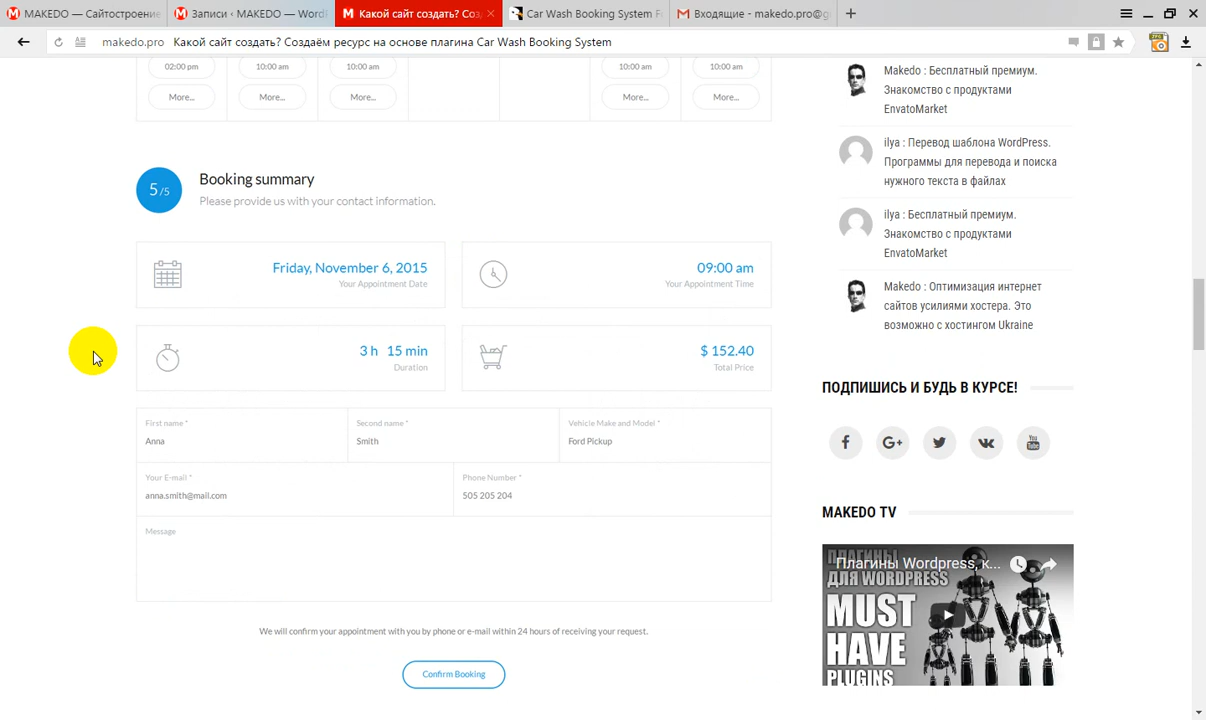 MAKEDO — Сайтостроение
Записи ‹ MAKEDO — Word
Какой сайт создать? Соз
Car Wash Booking System F
Входящие - makedo.pro@g
makedo.pro Какой сайт создать? Создаём ресурс на основе плагина Car Wash Booking System
02:00 pm 10:00 am 10:00 am 10:00 am 10:00 am
More... More... More... More... More...
5 /5
Booking summary
Please provide us with your contact information.
Friday, November 6, 2015
Your Appointment Date
09:00 am
Your Appointment Time
3 h 15 min
Duration
$ 152.40
Total Price
First name * Second name * Vehicle Make and Model *
Anna Smith Ford Pickup
Your E-mail * Phone Number *
anna.smith@mail.com 505 205 204
Message
We will confirm your appointment with you by phone or e-mail within 24 hours of receiving your request.
Confirm Booking
Makedo : Бесплатный премиум.
Знакомство с продуктами
EnvatoMarket
ilya : Перевод шаблона WordPress.
Программы для перевода и поиска
нужного текста в файлах
ilya : Бесплатный премиум.
Знакомство с продуктами
EnvatoMarket
Makedo : Оптимизация интернет
сайтов усилиями хостера. Это
возможно с хостингом Ukraine
ПОДПИШИСЬ И БУДЬ В КУРСЕ!
You Tube
MAKEDO TV
Плагины Wordpress, к...
ПЛАГИНЫ
ДЛЯ WORDPRESS
MUST
HAVE
PLUGINS